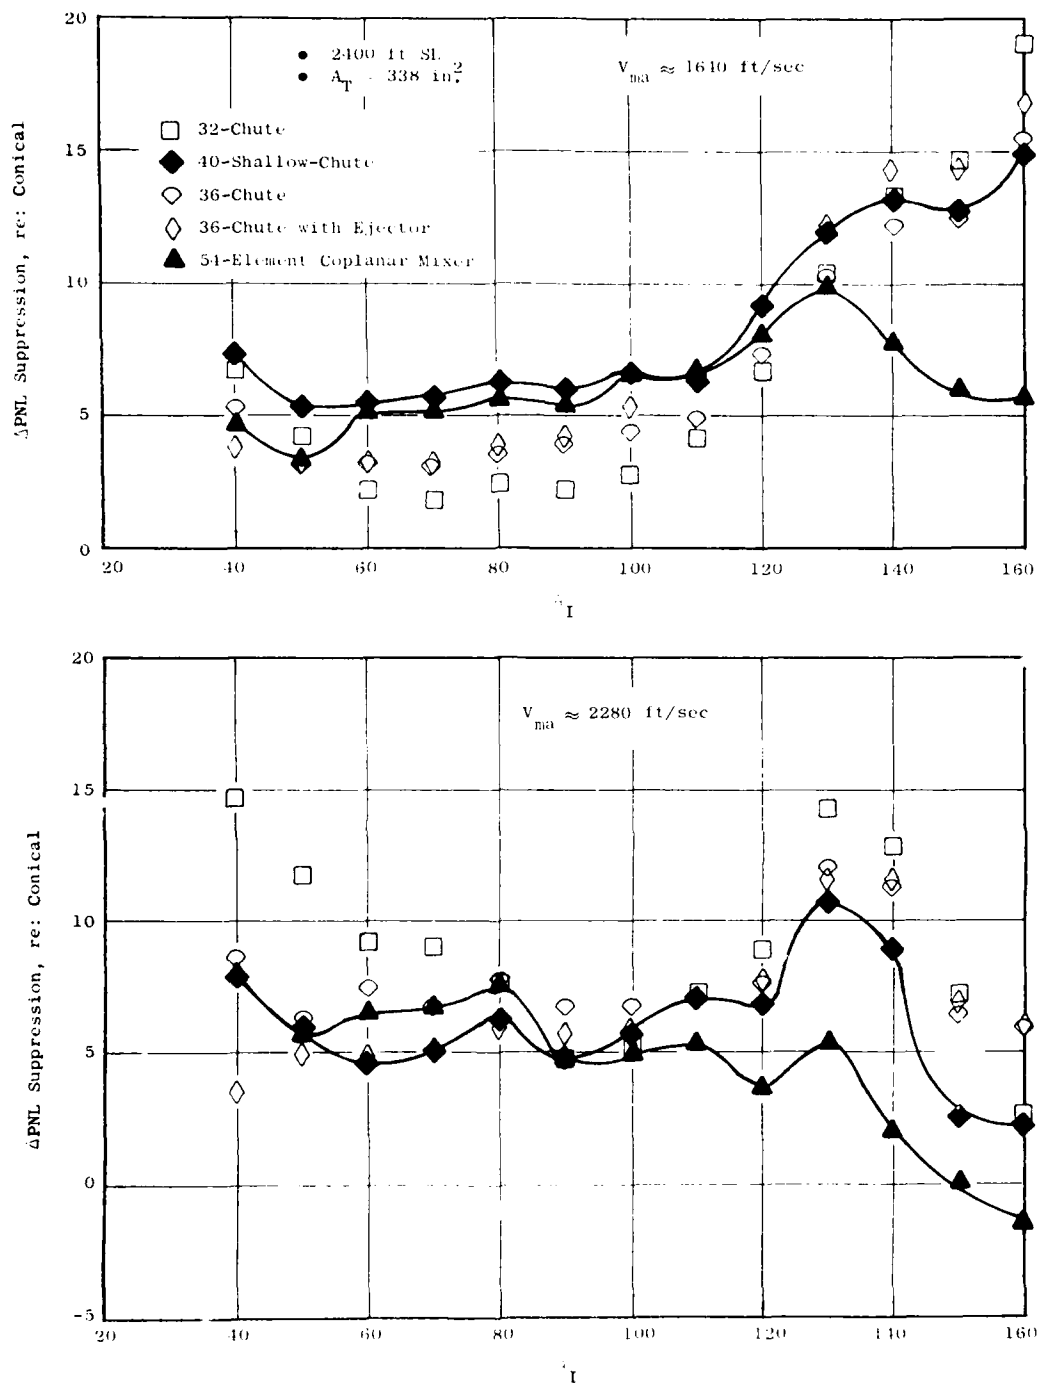 20
15
10
5
0
ΔPNL Suppression, re: Conical
• 2400 ft SL
• A_T = 338 in.²
V_ma ≈ 1640 ft/sec
32-Chute
40-Shallow-Chute
36-Chute
36-Chute with Ejector
54-Element Coplanar Mixer
20 40 60 80 100 120 140 160
I
20
15
10
5
0
-5
ΔPNL Suppression, re: Conical
V_ma ≈ 2280 ft/sec
20 40 60 80 100 120 140 160
I